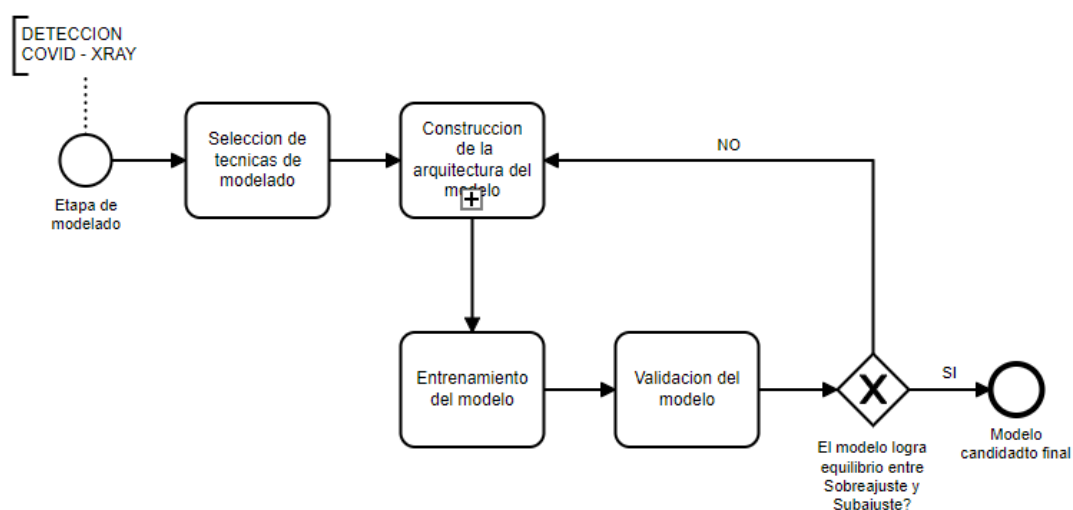 DETECCION
COVID - XRAY
Etapa de
modelado
Seleccion de
tecnicas de
modelado
Construccion
de la
arquitectura del
modelo
NO
Entrenamiento
del modelo
Validacion del
modelo
X
El modelo logra
equilibrio entre
Sobreajuste y
Subajuste?
SI
Modelo
candidadto final